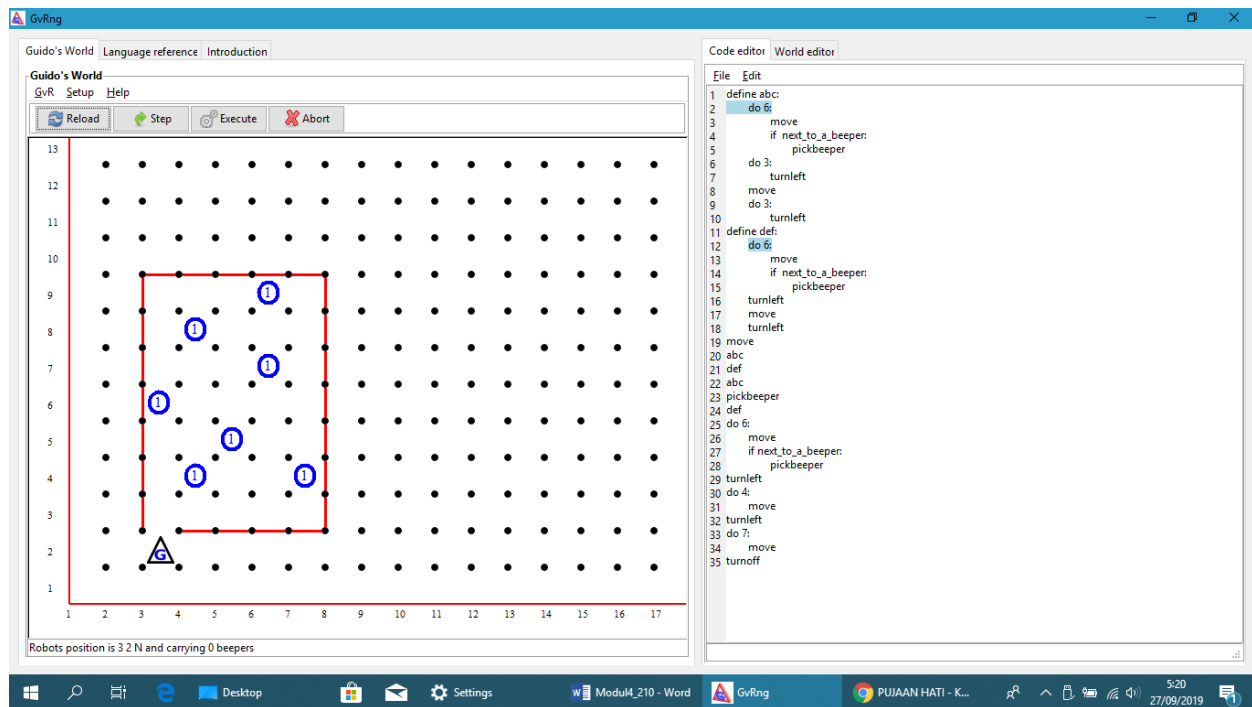 GvRng
Guido's World Language reference Introduction
Guido's World
GvR Setup Help
Reload Step Execute Abort
13
12
11
10
9
1
8
1
7
1
6
1
5
1
4
1 1
3
2
G
1
1 2 3 4 5 6 7 8 9 10 11 12 13 14 15 16 17
Robots position is 3 2 N and carrying 0 beepers
Code editor World editor
File Edit
1 define abc:
2 do 6:
3 move
4 if next_to_a_beeper:
5 pickbeeper
6 do 3:
7 turnleft
8 move
9 do 3:
10 turnleft
11 define def:
12 do 6:
13 move
14 if next_to_a_beeper:
15 pickbeeper
16 turnleft
17 move
18 turnleft
19 move
20 abc
21 def
22 abc
23 pickbeeper
24 def
25 do 6:
26 move
27 if next_to_a_beeper:
28 pickbeeper
29 turnleft
30 do 4:
31 move
32 turnleft
33 do 7:
34 move
35 turnoff
Desktop Settings Modul4_210 - Word GvRng PUJAAN HATI - K... 5:20
27/09/2019 1